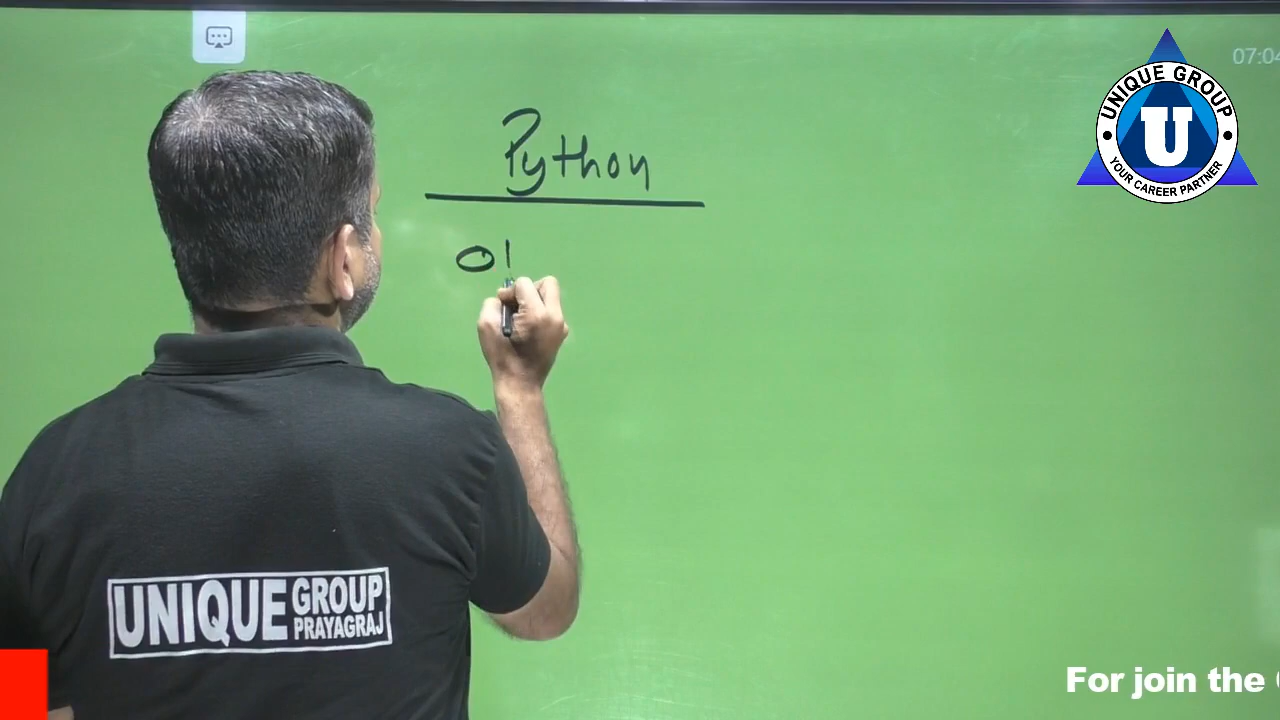 07:04
UNIQUE GROUP
U
YOUR CAREER PARTNER
Python
01
UNIQUE GROUP
PRAYAGRAJ
For join the